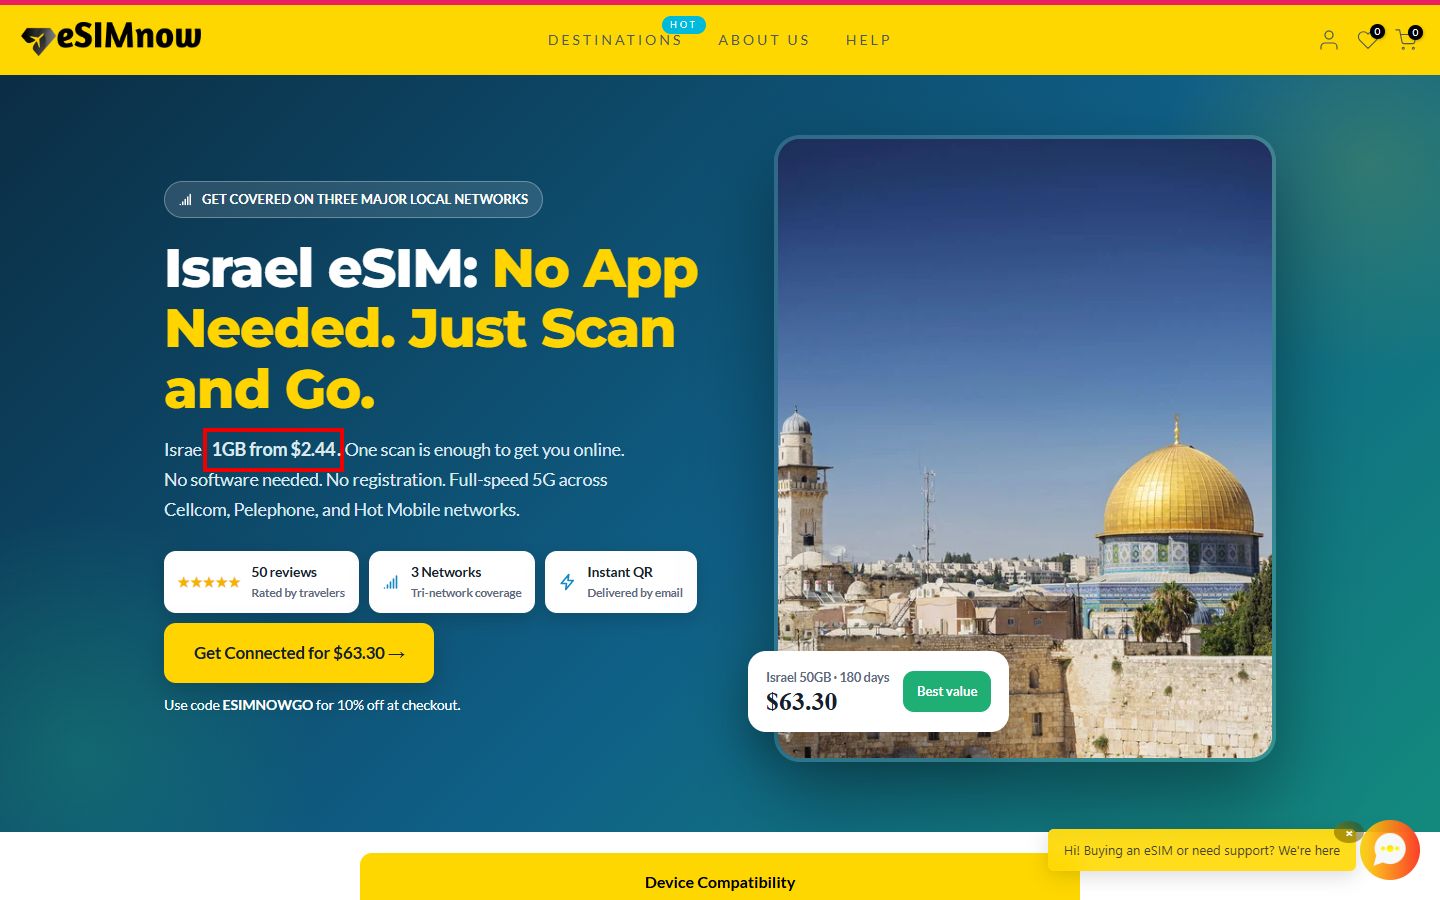 eSIMnow
HOT
DESTINATIONS
ABOUT US
HELP
0
0
GET COVERED ON THREE MAJOR LOCAL NETWORKS
Israel eSIM: No App
Needed. Just Scan
and Go.
Israe 1GB from $2.44. One scan is enough to get you online.
No software needed. No registration. Full-speed 5G across
Cellcom, Pelephone, and Hot Mobile networks.
50 reviews
Rated by travelers
3 Networks
Tri-network coverage
Instant QR
Delivered by email
Get Connected for $63.30 →
Use code ESIMNOWGO for 10% off at checkout.
Israel 50GB · 180 days
$63.30
Best value
Hi! Buying an eSIM or need support? We're here
Device Compatibility